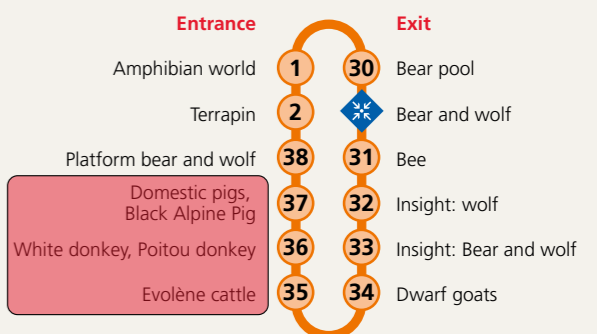 Entrance
Exit
Amphibian world
1
30
Bear pool
Terrapin
2
Bear and wolf
Platform bear and wolf
38
31
Bee
Domestic pigs,
Black Alpine Pig
37
32
Insight: wolf
White donkey, Poitou donkey
36
33
Insight: Bear and wolf
Evolène cattle
35
34
Dwarf goats